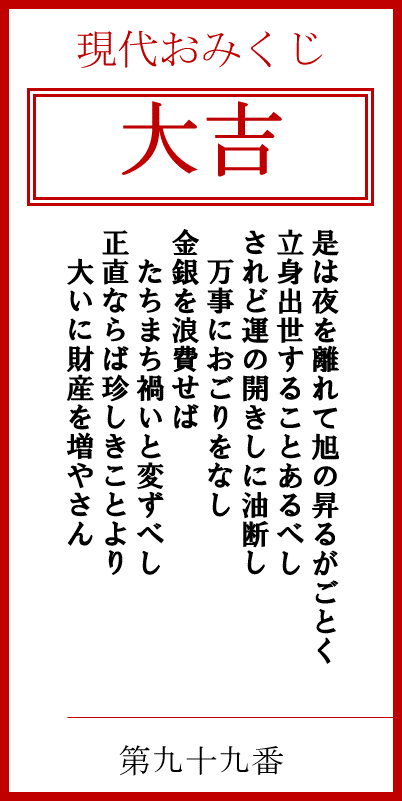 現代おみくじ
大吉
是は夜を離れて旭の昇るがごとく
立身出世することあるべし
されど運の開きしに油断し
万事におごりをなし
金銀を浪費せば
たちまち禍いと変ずべし
正直ならば珍しきことより
大いに財産を増やさん
第九十九番